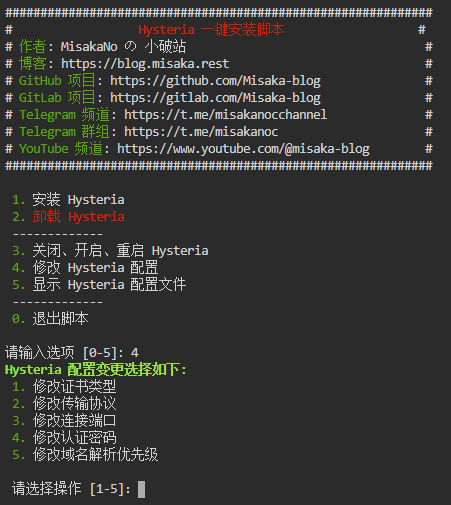 #############################################################
# Hysteria 一键安装脚本 #
# 作者: MisakaNo の 小破站 #
# 博客: https://blog.misaka.rest #
# GitHub 项目: https://github.com/Misaka-blog #
# GitLab 项目: https://gitlab.com/Misaka-blog #
# Telegram 频道: https://t.me/misakanocchannel #
# Telegram 群组: https://t.me/misakanoc #
# YouTube 频道: https://www.youtube.com/@misaka-blog #
#############################################################
1. 安装 Hysteria
2. 卸载 Hysteria
-------------
3. 关闭、开启、重启 Hysteria
4. 修改 Hysteria 配置
5. 显示 Hysteria 配置文件
-------------
0. 退出脚本
请输入选项 [0-5]: 4
Hysteria 配置变更选择如下:
1. 修改证书类型
2. 修改传输协议
3. 修改连接端口
4. 修改认证密码
5. 修改域名解析优先级
请选择操作 [1-5]: